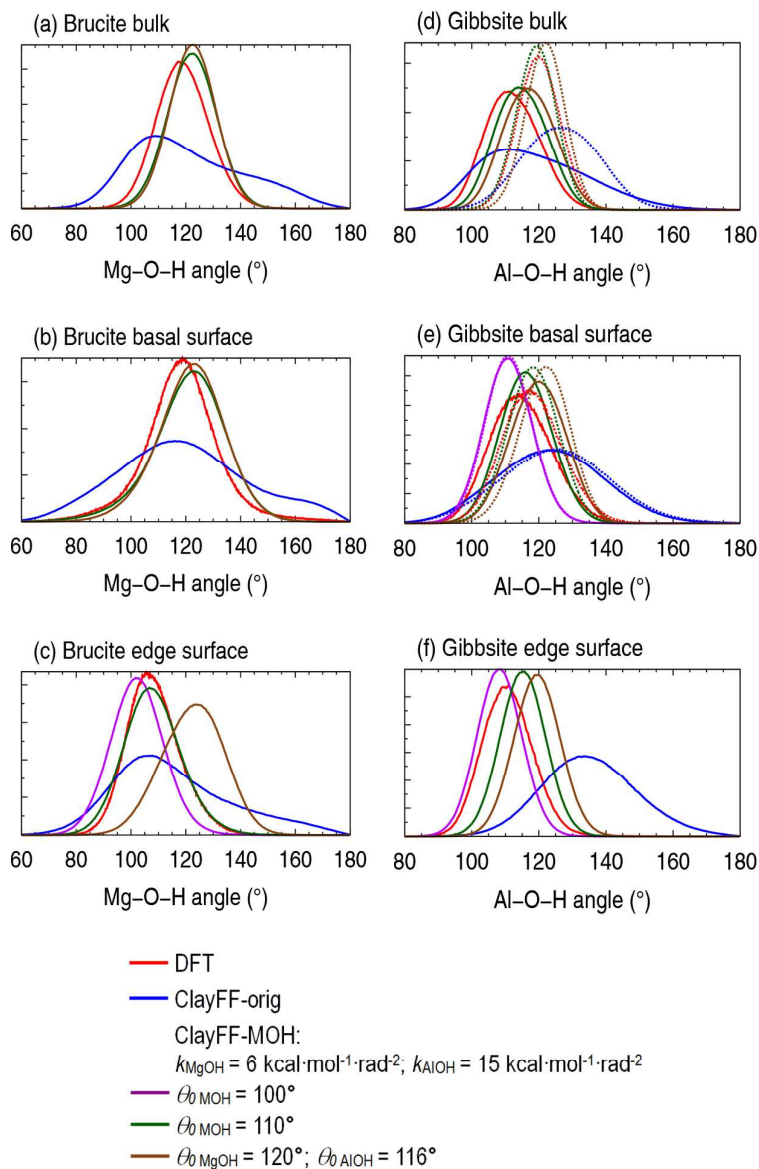 (a) Brucite bulk
60 80 100 120 140 160 180
Mg–O–H angle (°)
(b) Brucite basal surface
60 80 100 120 140 160 180
Mg–O–H angle (°)
(c) Brucite edge surface
60 80 100 120 140 160 180
Mg–O–H angle (°)
(d) Gibbsite bulk
80 100 120 140 160 180
Al–O–H angle (°)
(e) Gibbsite basal surface
80 100 120 140 160 180
Al–O–H angle (°)
(f) Gibbsite edge surface
80 100 120 140 160 180
Al–O–H angle (°)
DFT
ClayFF-orig
ClayFF-MOH:
k_MgOH = 6 kcal·mol⁻¹·rad⁻²; k_AlOH = 15 kcal·mol⁻¹·rad⁻²
θ₀ MOH = 100°
θ₀ MOH = 110°
θ₀ MgOH = 120°; θ₀ AlOH = 116°